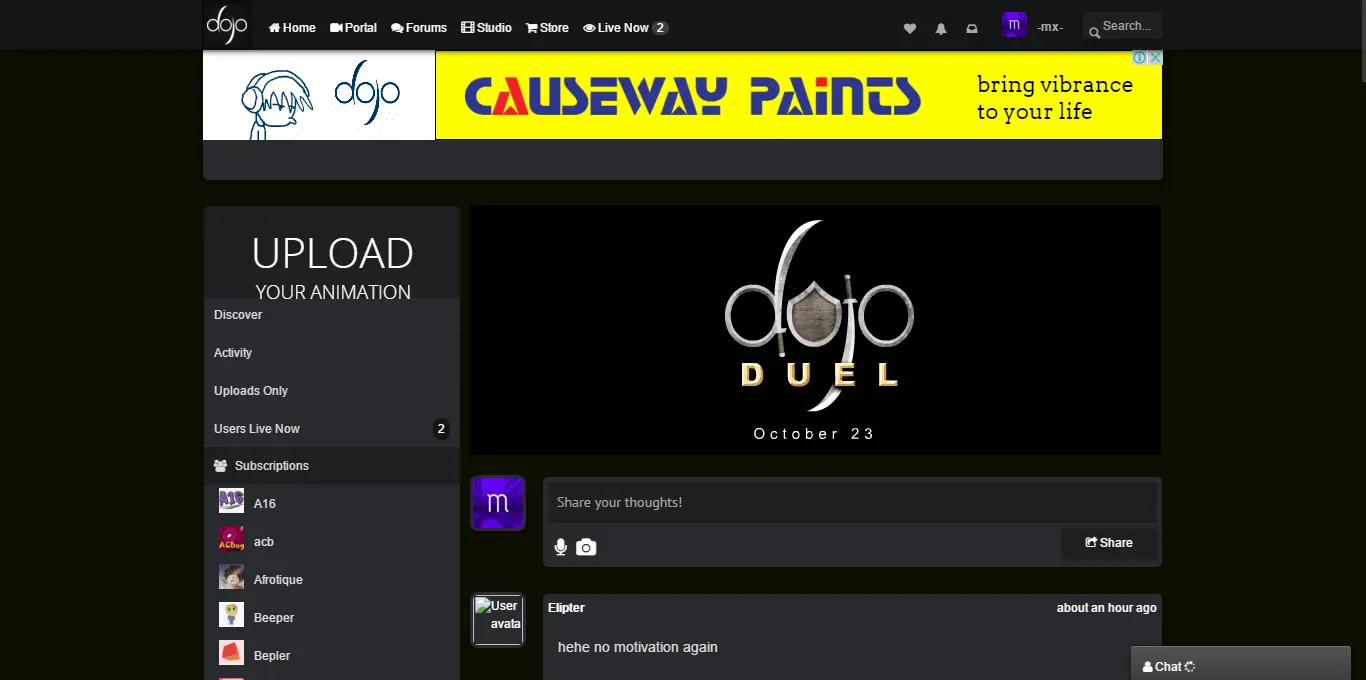 dojo
Home Portal Forums Studio Store Live Now 2
m -mx- Search...
dojo
CAUSEWAY PAiNTS
bring vibrance
to your life
UPLOAD
YOUR ANIMATION
Discover
Activity
Uploads Only
Users Live Now 2
Subscriptions
A16 A16
ACBag acb
Afrotique
Beeper
Bepler
dojo
DUEL
October 23
m
Share your thoughts!
Share
User
avata
Elipter about an hour ago
hehe no motivation again
Chat